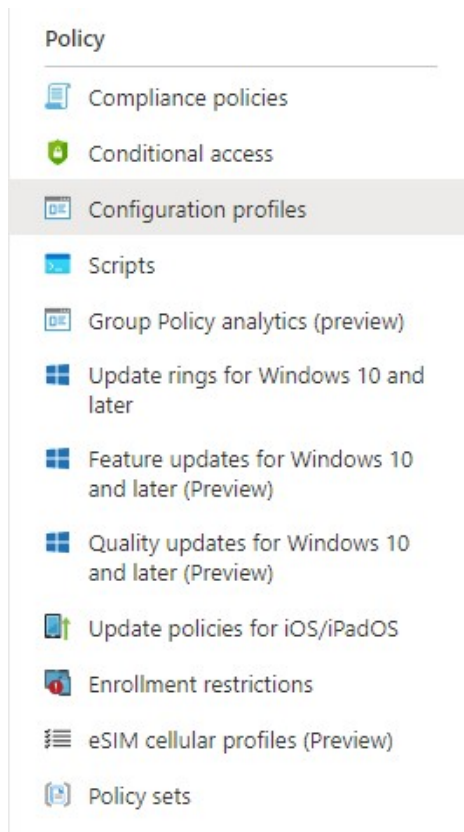 Policy
Compliance policies
Conditional access
Configuration profiles
Scripts
Group Policy analytics (preview)
Update rings for Windows 10 and
later
Feature updates for Windows 10
and later (Preview)
Quality updates for Windows 10
and later (Preview)
Update policies for iOS/iPadOS
Enrollment restrictions
eSIM cellular profiles (Preview)
Policy sets